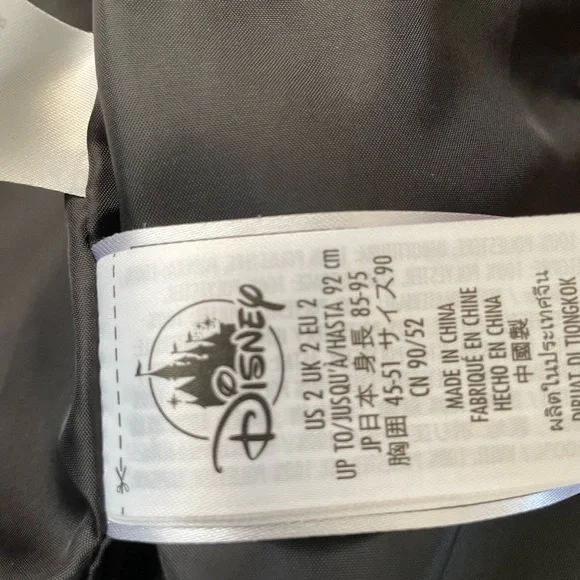 DISNEY
US 2 UK 2 EU 2
UP TO/JUSQU'À/HASTA 92 cm
JP 日本 身長 85-95
胸囲 45-51 サイズ90
CN 90/52
MADE IN CHINA
FABRIQUÉ EN CHINE
HECHO EN CHINA
中國製
ผลิตในประเทศจีน
DIBUAT DI TIONGKOK